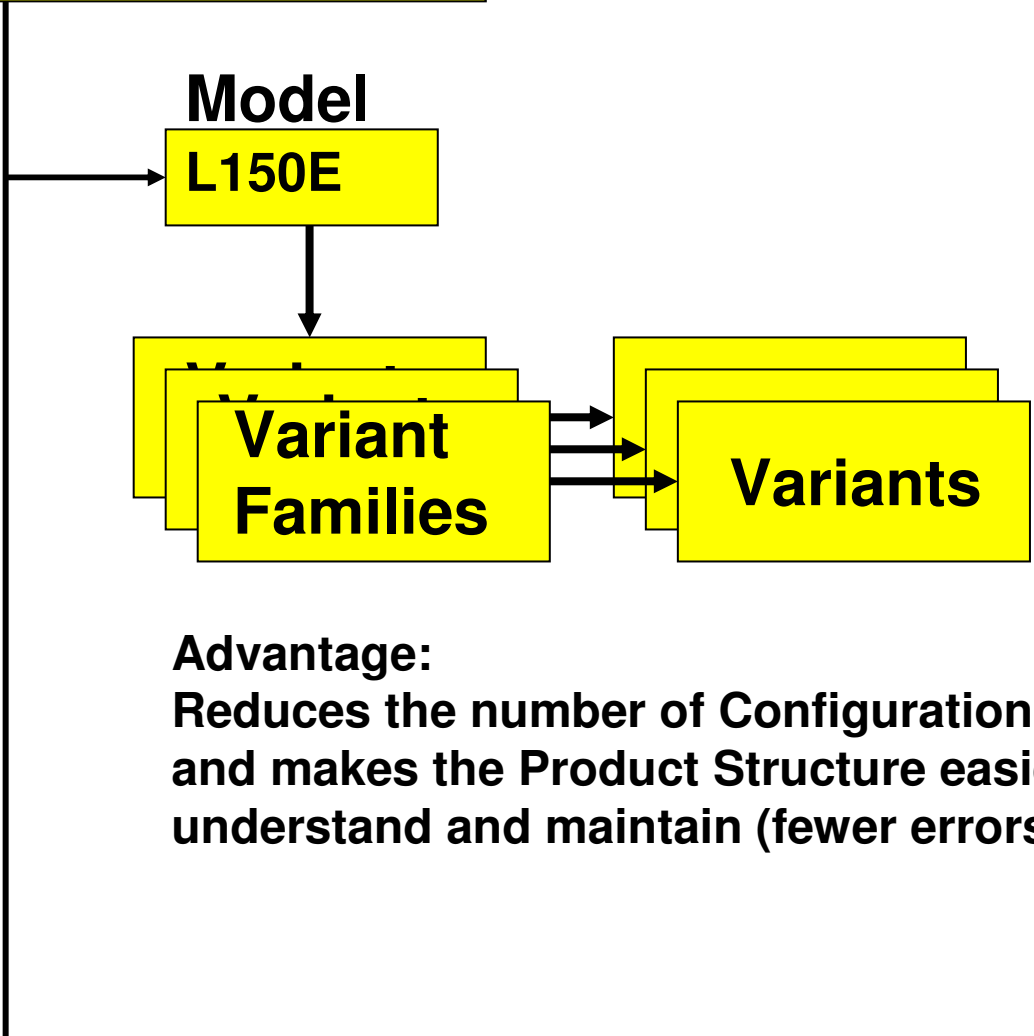 Model
L150E
Variant
Families
Variants
Advantage:
Reduces the number of Configuration
and makes the Product Structure
understand and maintain (fewer errors